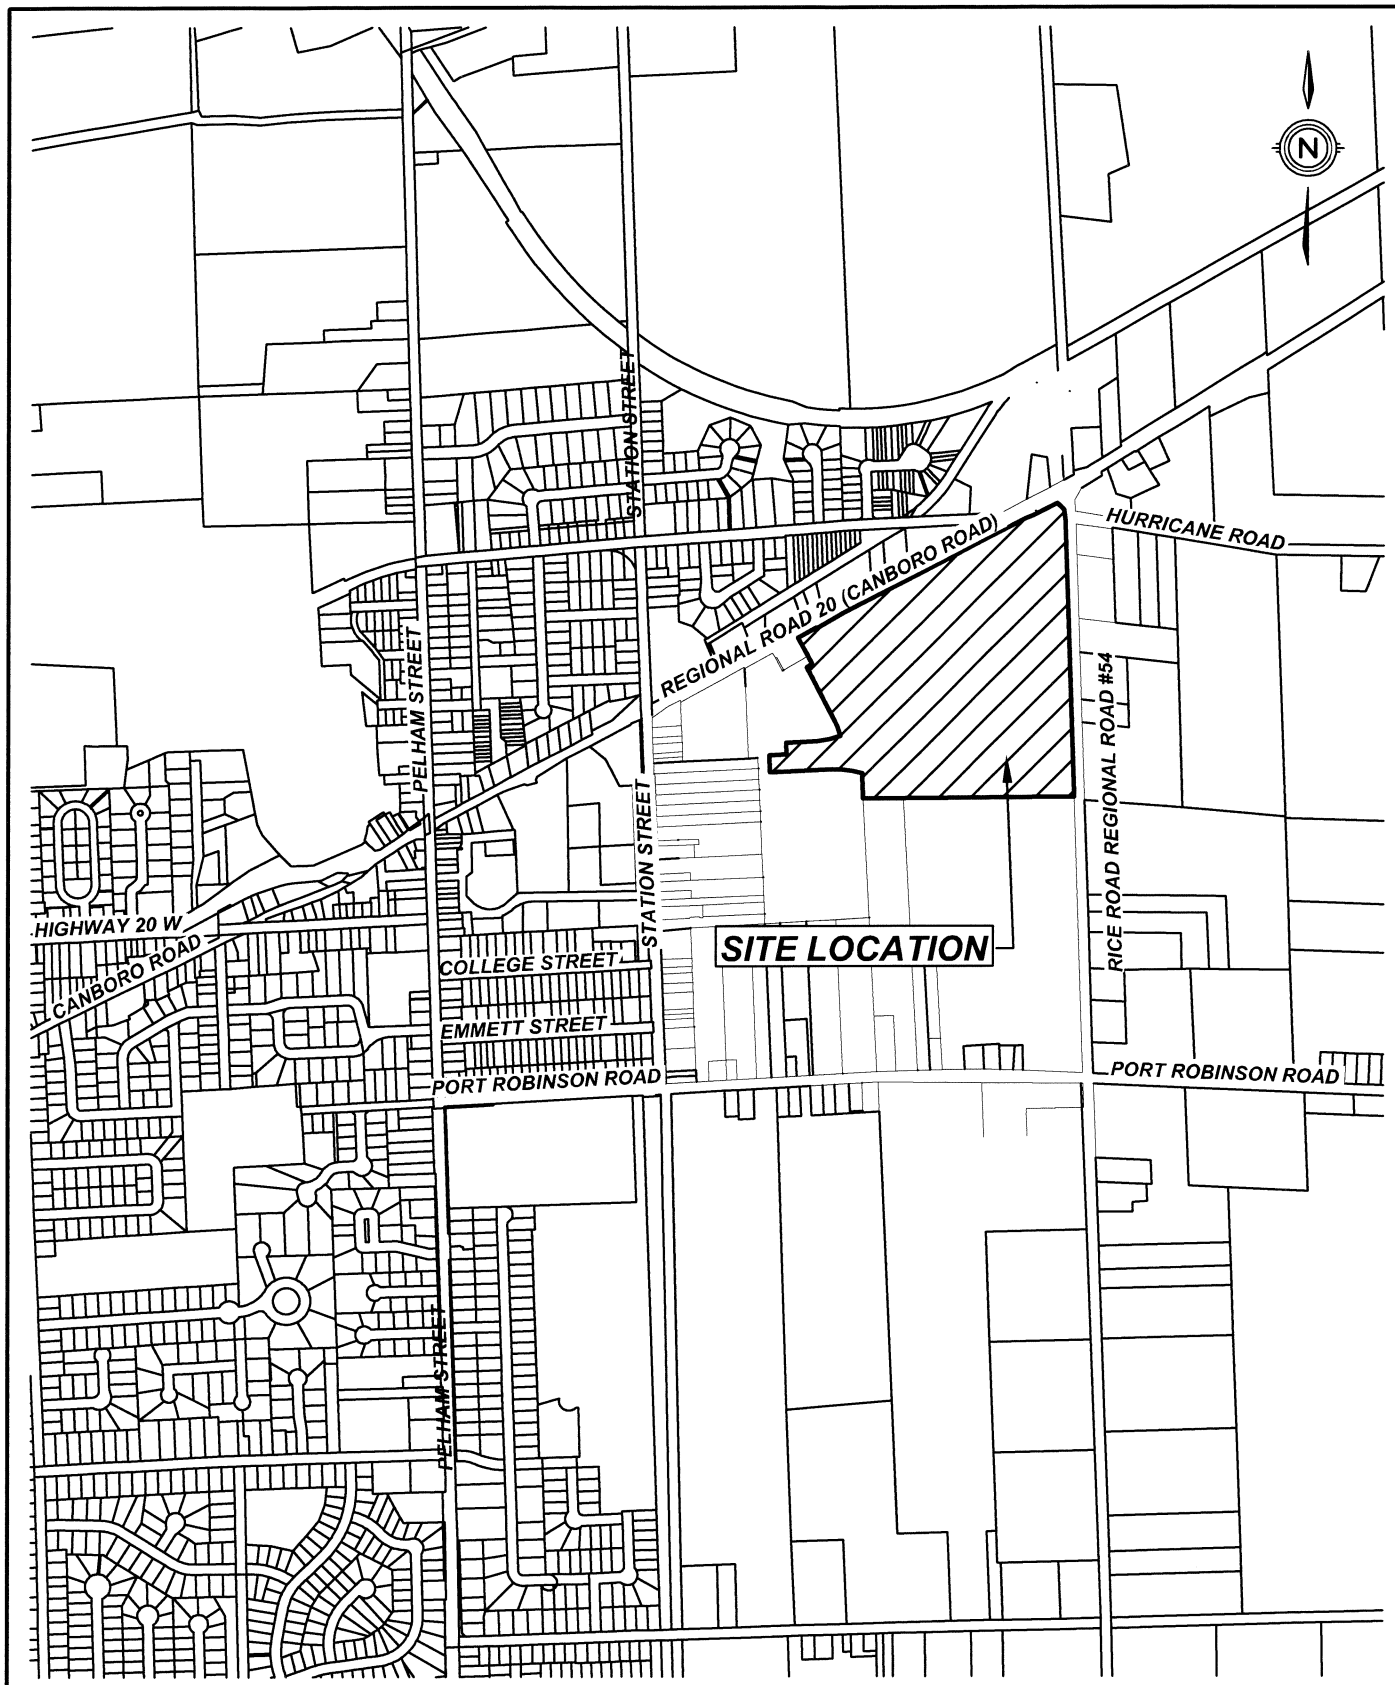 N
STATION STREET
HURRICANE ROAD
REGIONAL ROAD 20 (CANBORO ROAD)
PELHAM STREET
RICE ROAD REGIONAL ROAD #54
STATION STREET
HIGHWAY 20 W
CANBORO ROAD
COLLEGE STREET
SITE LOCATION
EMMETT STREET
PORT ROBINSON ROAD
PORT ROBINSON ROAD
PELHAM STREET